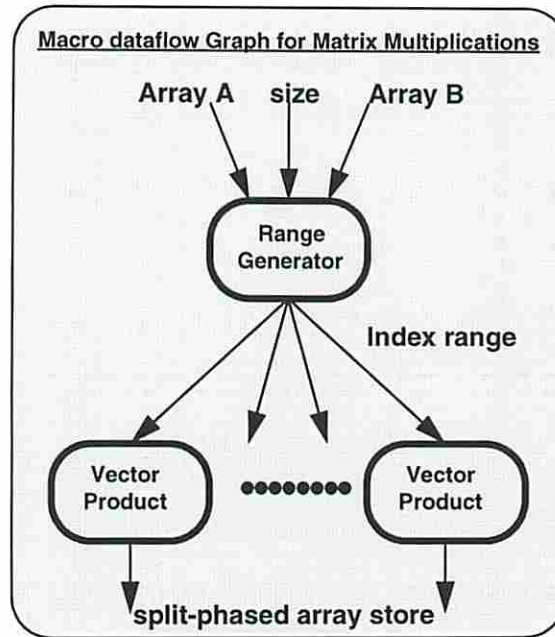 Macro dataflow Graph for Matrix Multiplications
Array A size Array B
Range
Generator
Index range
Vector
Product
Vector
Product
split-phased array store